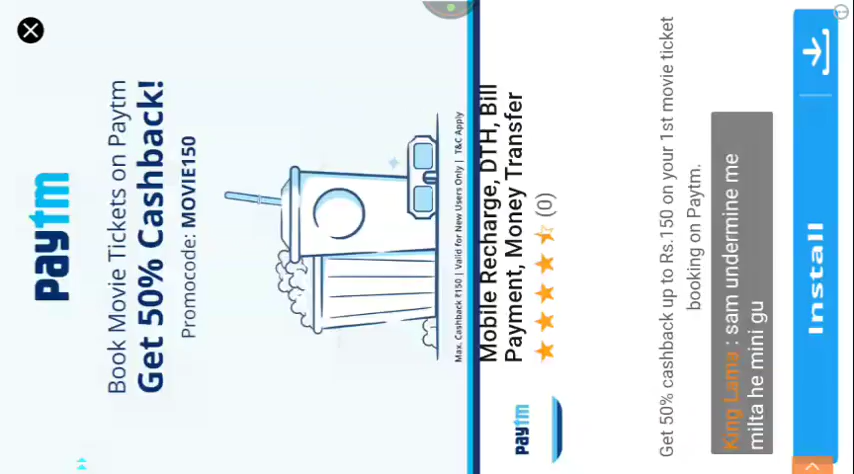 paytm
Book Movie Tickets on Paytm
Get 50% Cashback!
Promocode: MOVIE150
Max. Cashback ₹150 | Valid for New Users Only | T&C Apply
Mobile Recharge, DTH, Bill
Payment, Money Transfer
(0)
paytm
Get 50% cashback up to Rs.150 on your 1st movie ticket
booking on Paytm.
King Lama : sam undermine me
milta he mini gu
Install